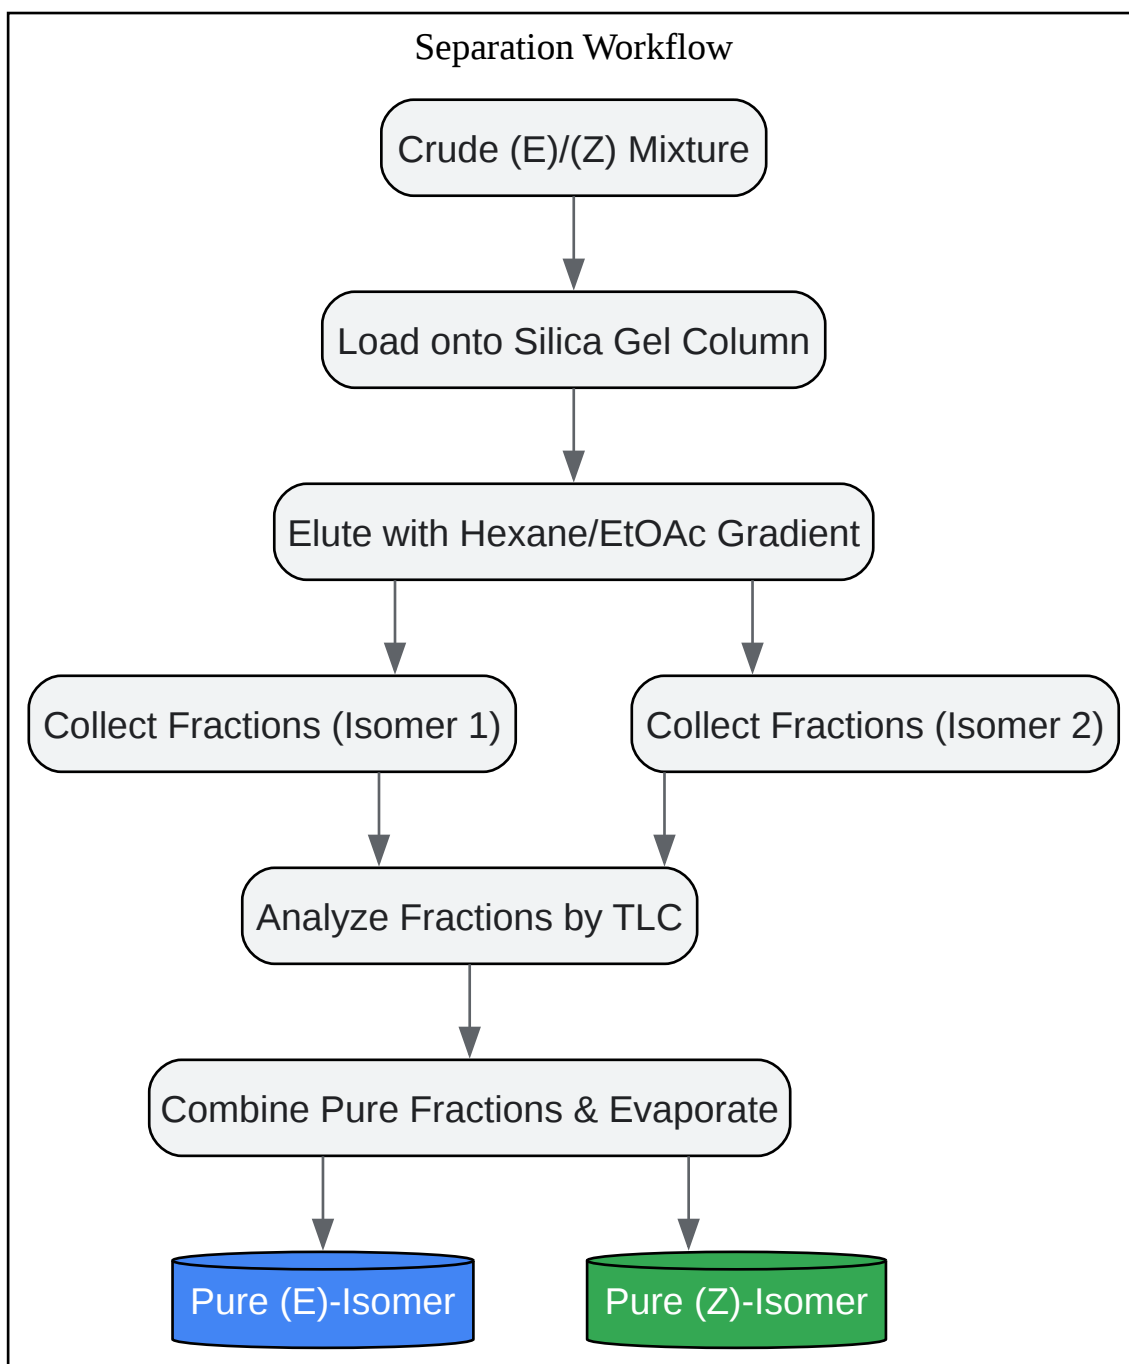 Separation Workflow
Crude (E)/(Z) Mixture
Load onto Silica Gel Column
Elute with Hexane/EtOAc Gradient
Collect Fractions (Isomer 1)
Collect Fractions (Isomer 2)
Analyze Fractions by TLC
Combine Pure Fractions & Evaporate
Pure (E)-Isomer
Pure (Z)-Isomer